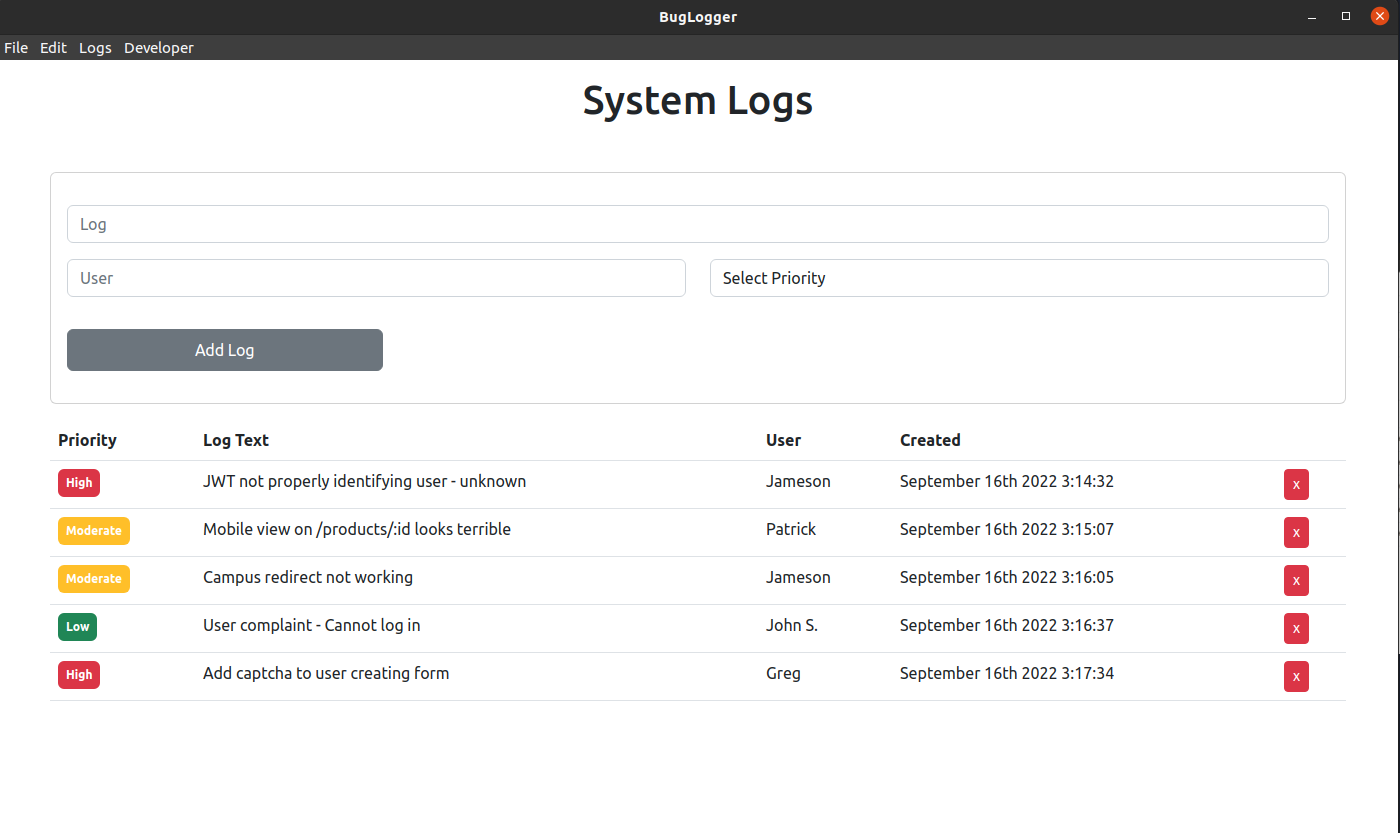 BugLogger
File Edit Logs Developer
System Logs
Log
User Select Priority
Add Log
Priority Log Text User Created
High JWT not properly identifying user - unknown Jameson September 16th 2022 3:14:32 x
Moderate Mobile view on /products/:id looks terrible Patrick September 16th 2022 3:15:07 x
Moderate Campus redirect not working Jameson September 16th 2022 3:16:05 x
Low User complaint - Cannot log in John S. September 16th 2022 3:16:37 x
High Add captcha to user creating form Greg September 16th 2022 3:17:34 x